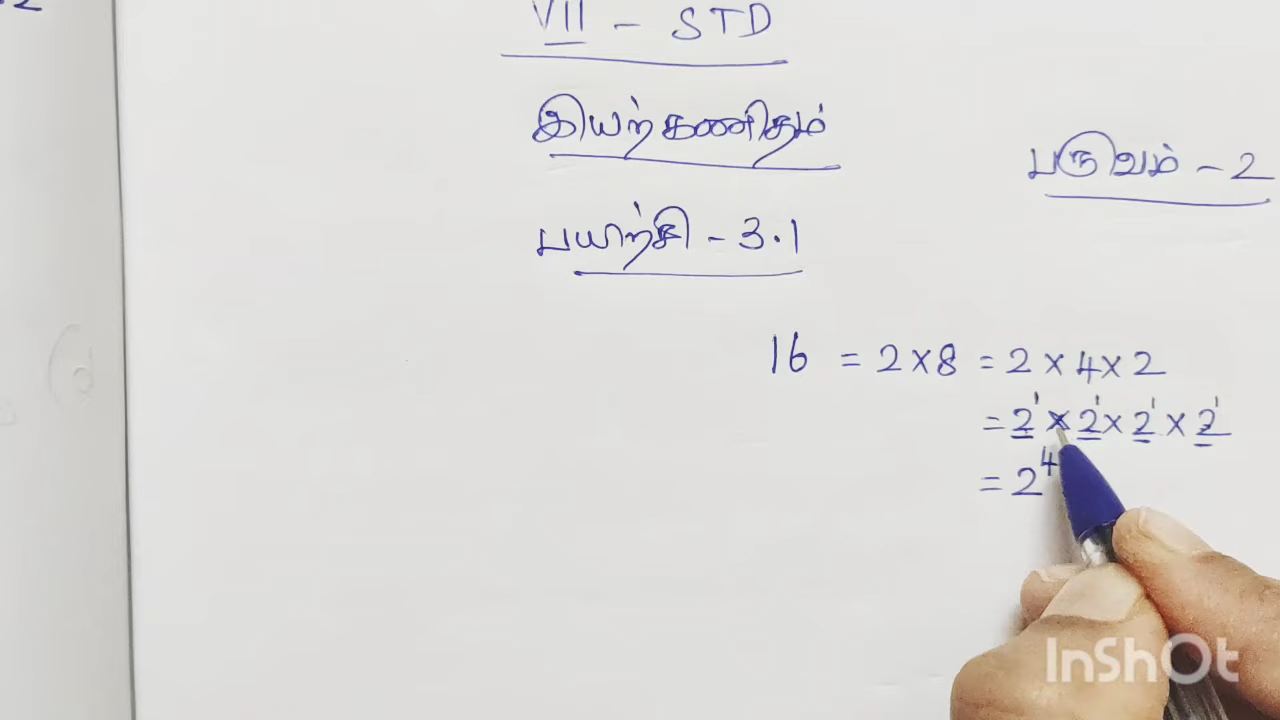 VII - STD
இயற்கணிதம்
பருவம் - 2
பயிற்சி - 3.1
16 = 2 × 8 = 2 × 4 × 2
= 2¹ × 2¹ × 2¹ × 2¹
= 2⁴
InShOt